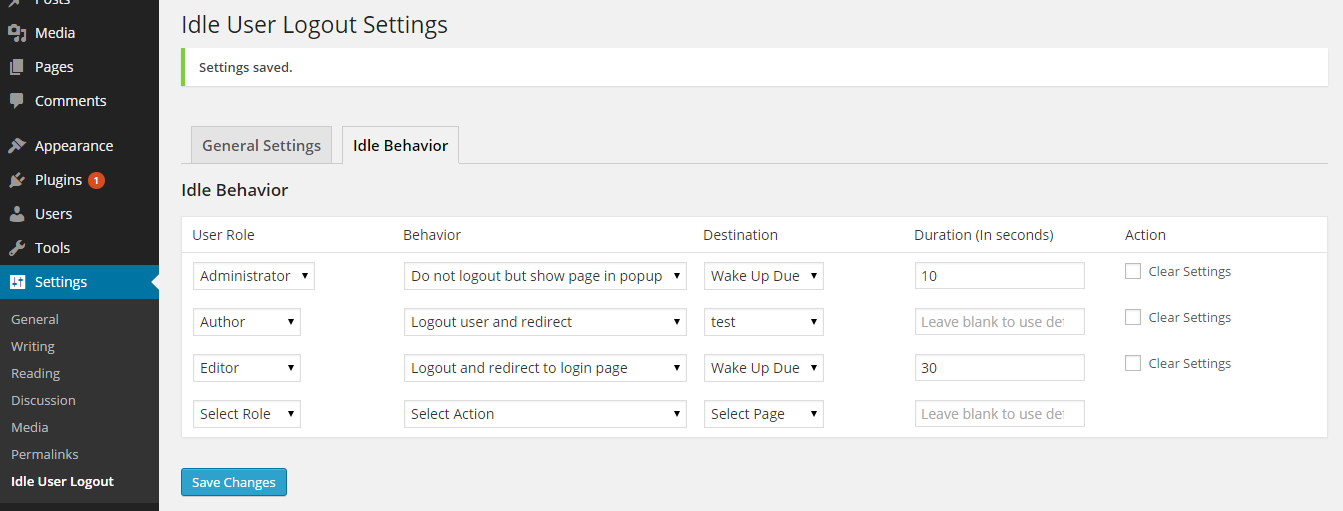 Posts
Media
Pages
Comments
Appearance
Plugins 1
Users
Tools
Settings
General
Writing
Reading
Discussion
Media
Permalinks
Idle User Logout
Idle User Logout Settings
Settings saved.
General Settings Idle Behavior
Idle Behavior
User Role Behavior Destination Duration (In seconds) Action
Administrator Do not logout but show page in popup Wake Up Due 10 Clear Settings
Author Logout user and redirect test Leave blank to use de Clear Settings
Editor Logout and redirect to login page Wake Up Due 30 Clear Settings
Select Role Select Action Select Page Leave blank to use de
Save Changes